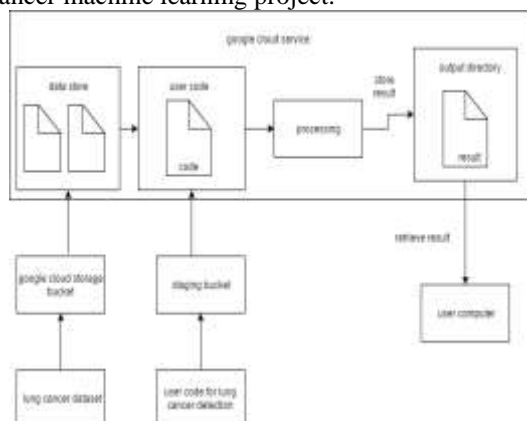 cancer machine learning project.
google cloud service
data store
user code
code
processing
store
result
output directory
result
retrieve result
google cloud storage
bucket
staging bucket
user computer
lung cancer dataset
user code for lung
cancer detection